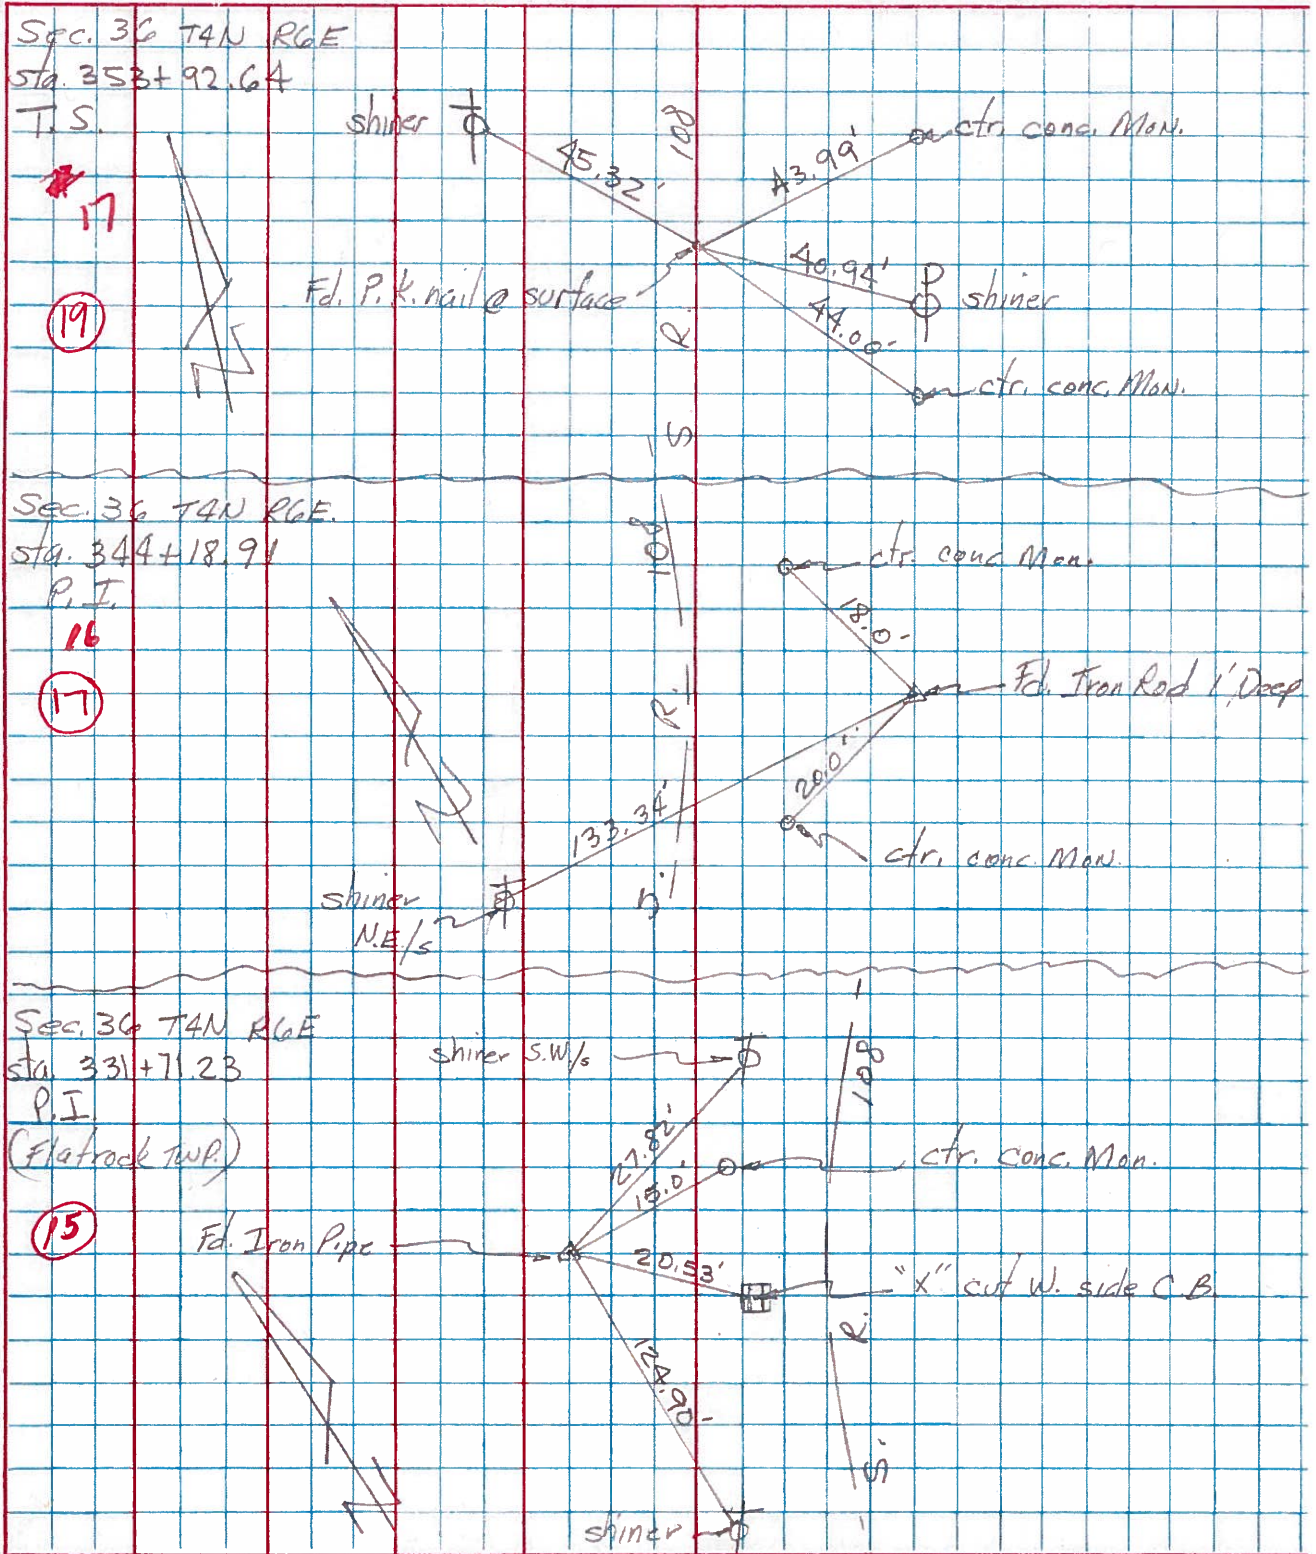 Sec. 36 T4N R6E
sta. 353+92.64
T.S.
17
19
shiner
45.32'
108
43.99'
ctr. conc. Mon.
40.94'
shiner
Fd. P.K. nail @ surface
44.00'
R.
ctr. conc. Mon.
S
Sec. 36 T4N R6E.
sta. 344+18.91
P.I.
16
17
108
ctr. conc Mon.
18.0'
Fd. Iron Rod 1' Deep
R.
20.0'
133.34'
ctr. conc. Mon.
shiner
N.E/s
S
Sec. 36 T4N R6E
sta. 331+71.23
P.I.
(Flatrock TWP.)
15
shiner S.W/s
108
27.82'
ctr. conc. Mon.
15.0'
Fd. Iron Pipe
20.53'
"X" cut W. side C.B.
R.
124.90'
S.
shiner